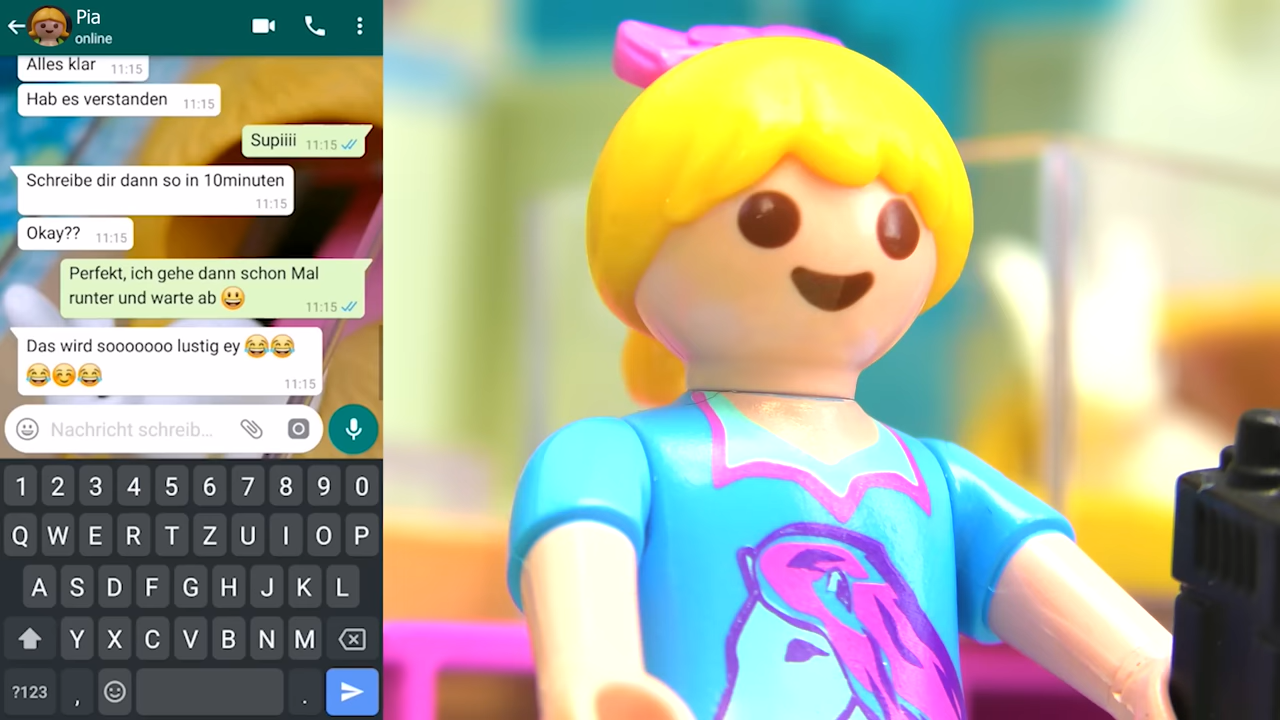 Pia
online
Alles klar 11:15
Hab es verstanden 11:15
Supiiii 11:15
Schreibe dir dann so in 10minuten
11:15
Okay?? 11:15
Perfekt, ich gehe dann schon Mal
runter und warte ab 😃 11:15
Das wird sooooooo lustig ey 😂😂
😂☺️😂 11:15
Nachricht schreib...
1 2 3 4 5 6 7 8 9 0
Q W E R T Z U I O P
A S D F G H J K L
Y X C V B N M
?123 , .